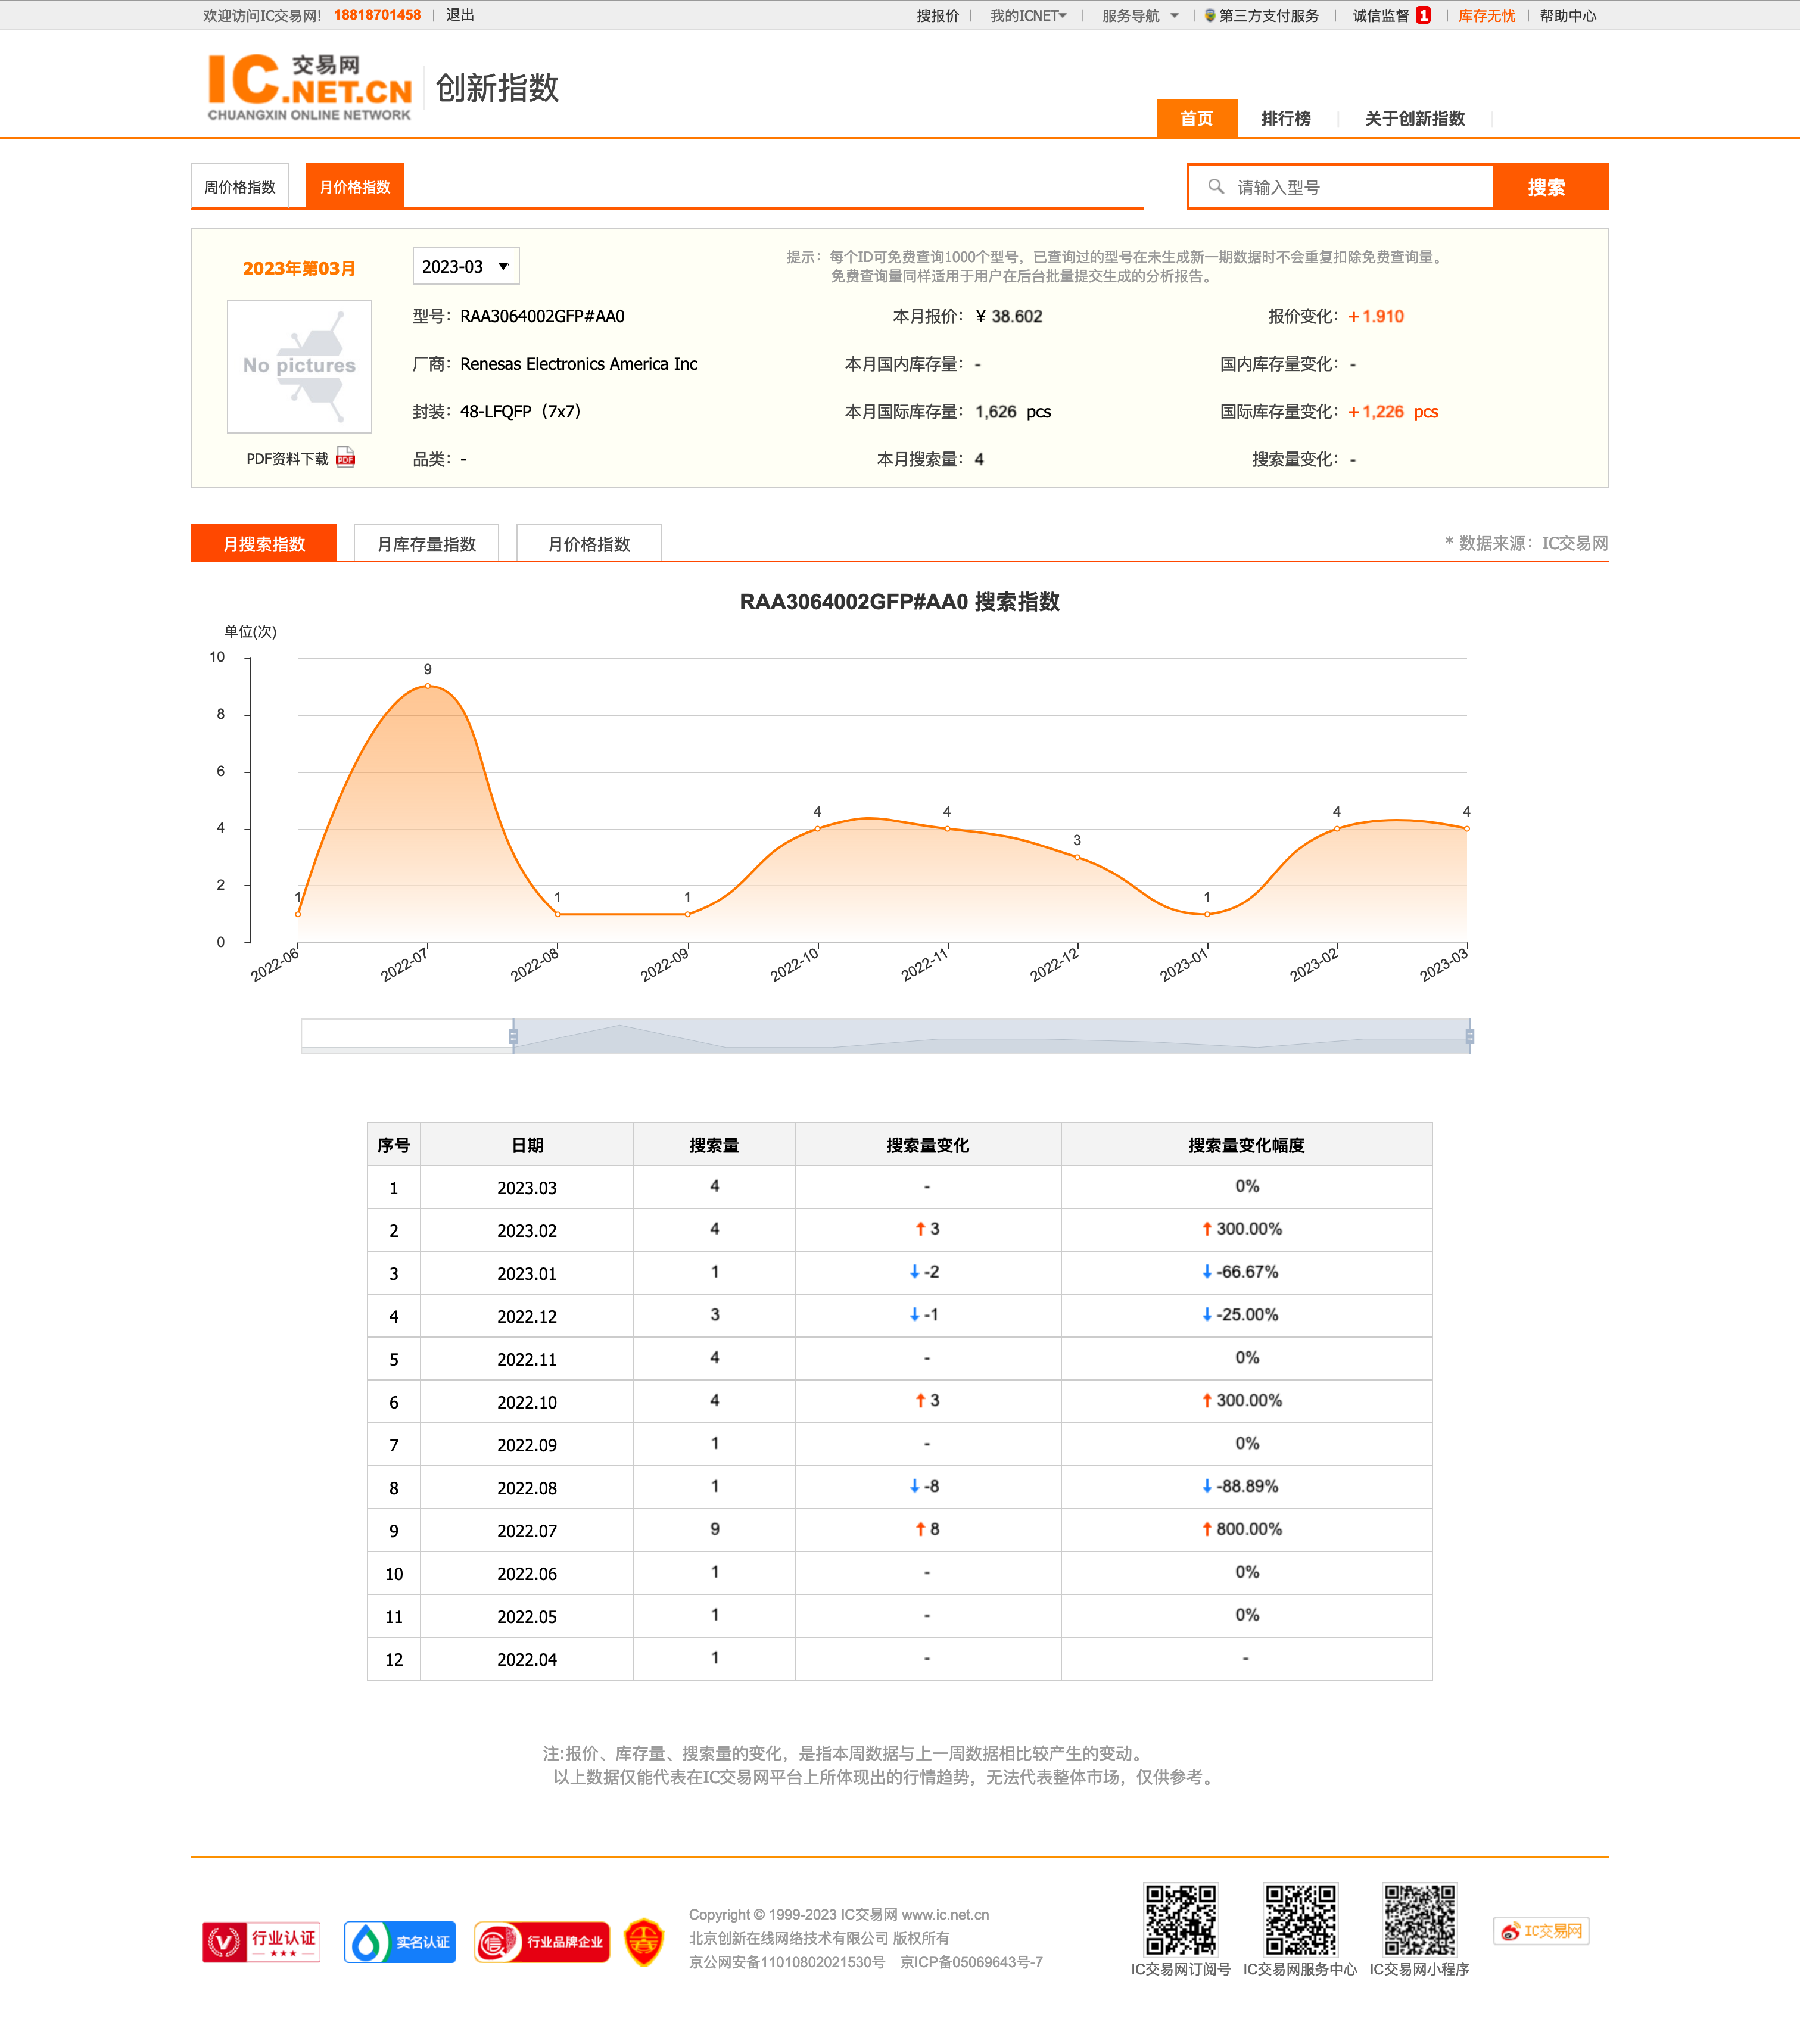 欢迎访问IC交易网! 18818701458 | 退出 搜报价 | 我的ICNET | 服务导航 | 第三方支付服务 | 诚信监督 1 | 库存无忧 | 帮助中心
IC交易网.NET.CN
CHUANGXIN ONLINE NETWORK
创新指数
首页 排行榜 关于创新指数
周价格指数 月价格指数 请输入型号 搜索
2023年第03月 2023-03 ▼
提示：每个ID可免费查询1000个型号，已查询过的型号在未生成新一期数据时不会重复扣除免费查询量。
免费查询量同样适用于用户在后台批量提交生成的分析报告。
No pictures
PDF资料下载 PDF
型号：RAA3064002GFP#AA0 本月报价：¥ 38.602 报价变化：+1.910
厂商：Renesas Electronics America Inc 本月国内库存量：- 国内库存量变化：-
封装：48-LFQFP（7x7） 本月国际库存量：1,626 pcs 国际库存量变化：+1,226 pcs
品类：- 本月搜索量：4 搜索量变化：-
月搜索指数 月库存量指数 月价格指数 * 数据来源：IC交易网
RAA3064002GFP#AA0 搜索指数
单位(次)
10
8
6
4
2
0
1 9 1 1 4 4 3 1 4 4
2022-06 2022-07 2022-08 2022-09 2022-10 2022-11 2022-12 2023-01 2023-02 2023-03
序号 日期 搜索量 搜索量变化 搜索量变化幅度
1 2023.03 4 - 0%
2 2023.02 4 ↑3 ↑300.00%
3 2023.01 1 ↓-2 ↓-66.67%
4 2022.12 3 ↓-1 ↓-25.00%
5 2022.11 4 - 0%
6 2022.10 4 ↑3 ↑300.00%
7 2022.09 1 - 0%
8 2022.08 1 ↓-8 ↓-88.89%
9 2022.07 9 ↑8 ↑800.00%
10 2022.06 1 - 0%
11 2022.05 1 - 0%
12 2022.04 1 - -
注:报价、库存量、搜索量的变化，是指本周数据与上一周数据相比较产生的变动。
以上数据仅能代表在IC交易网平台上所体现出的行情趋势，无法代表整体市场，仅供参考。
行业认证 实名认证 信 行业品牌企业
Copyright © 1999-2023 IC交易网 www.ic.net.cn
北京创新在线网络技术有限公司 版权所有
京公网安备11010802021530号 京ICP备05069643号-7
IC交易网订阅号 IC交易网服务中心 IC交易网小程序
IC交易网